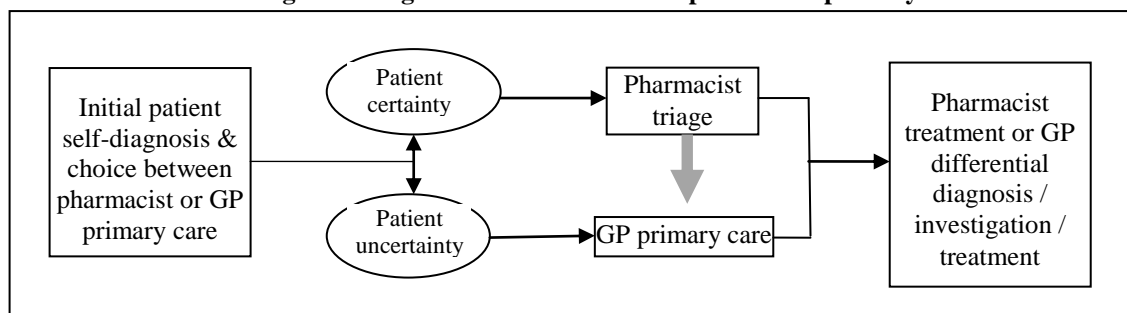 Initial patient
self-diagnosis &
choice between
pharmacist or GP
primary care
Patient
certainty
Patient
uncertainty
Pharmacist
triage
GP primary care
Pharmacist
treatment or GP
differential
diagnosis /
investigation /
treatment